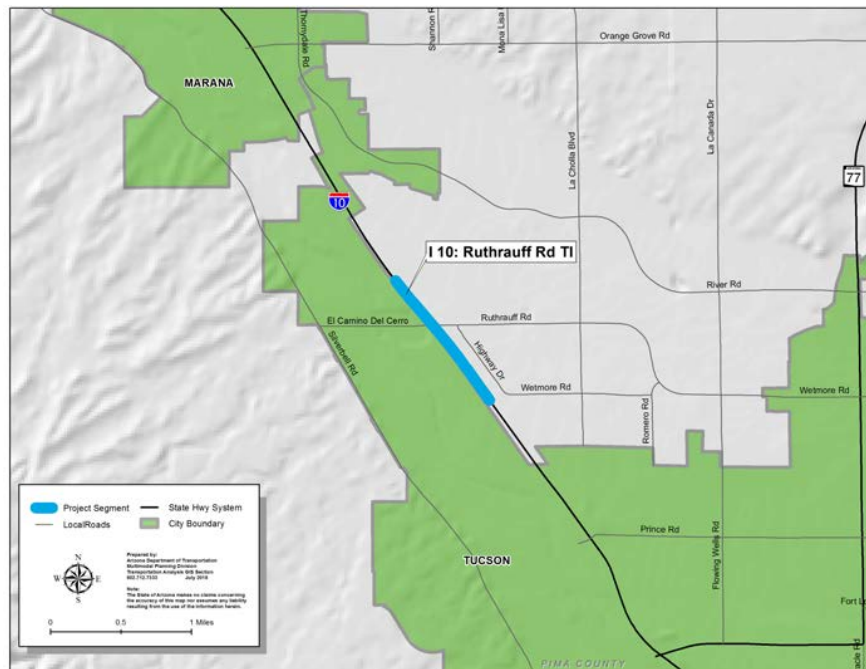 Thornydale Rd
Shannon R
Mona Lisa
Orange Grove Rd
MARANA
La Cholla Blvd
La Canada Dr
77
10
I 10: Ruthrauff Rd TI
River Rd
El Camino Del Cerro
Ruthrauff Rd
Silverbell Rd
Highway Dr
Wetmore Rd
Wetmore Rd
Romero Rd
Prince Rd
Flowing Wells Rd
TUCSON
Fort L
de Rd
PIMA COUNTY
Project Segment
State Hwy System
LocalRoads
City Boundary
N
W E
S
Prepared by:
Arizona Department of Transportation
Multimodal Planning Division
Transportation Analysis GIS Section
602.712.7333 July 2018
Note:
The State of Arizona makes no claims concerning
the accuracy of this map nor assumes any liability
resulting from the use of the information herein.
0 0.5 1 Miles